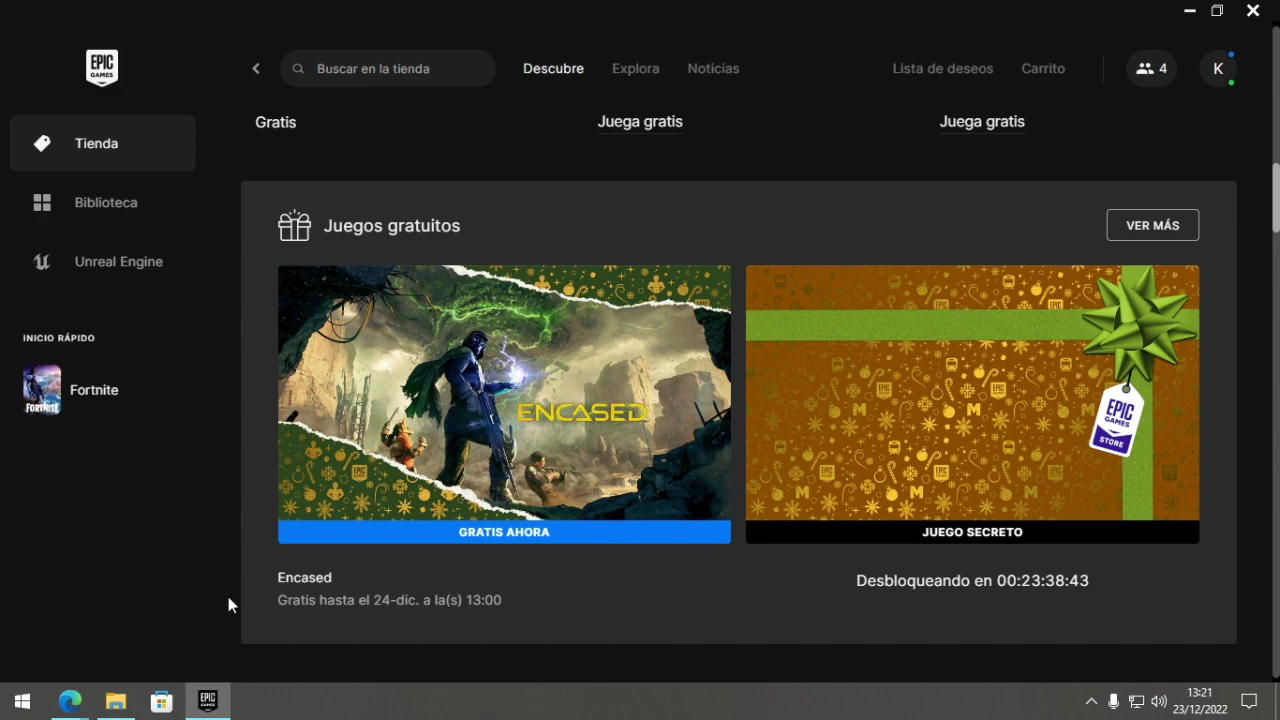 EPIC
GAMES
Buscar en la tienda
Descubre
Explora
Noticias
Lista de deseos
Carrito
4
K
Tienda
Biblioteca
Unreal Engine
INICIO RÁPIDO
FORTNITE
Fortnite
Gratis
Juega gratis
Juega gratis
Juegos gratuitos
VER MÁS
ENCASED
EPIC
GAMES
STORE
GRATIS AHORA
JUEGO SECRETO
Encased
Gratis hasta el 24-dic. a la(s) 13:00
Desbloqueando en 00:23:38:43
EPIC
GAMES
13:21
23/12/2022